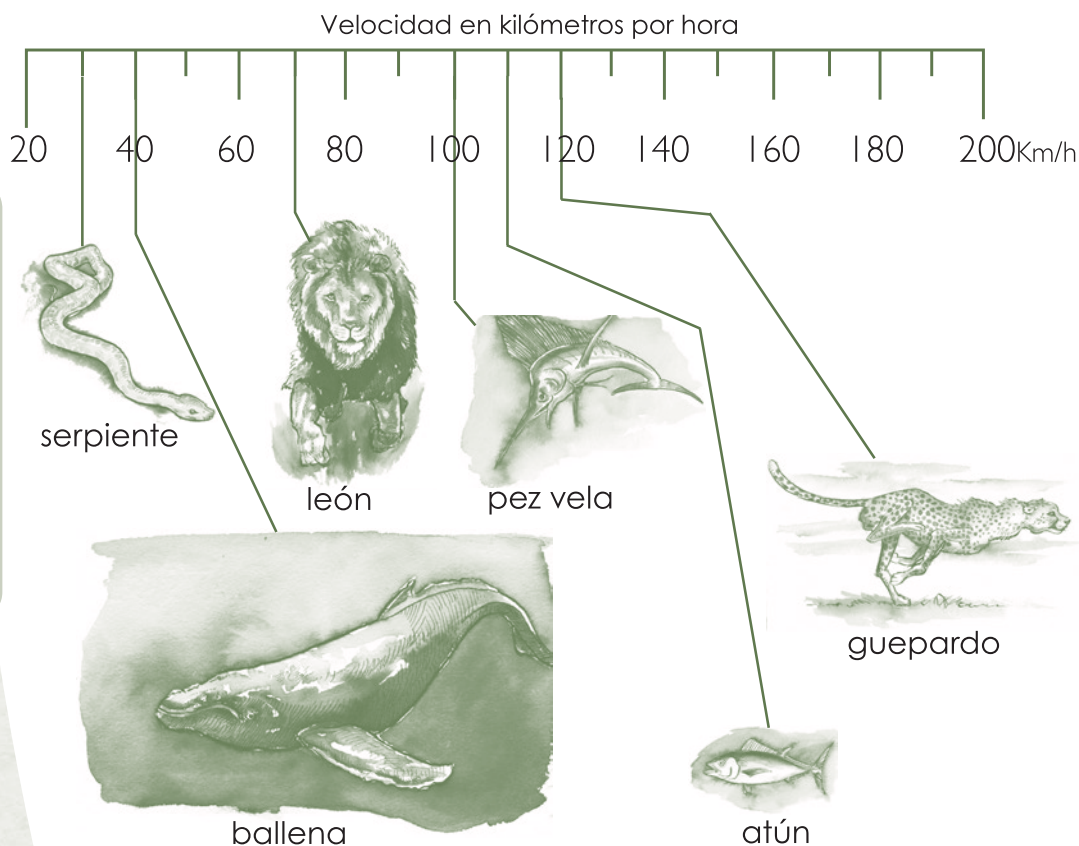 Velocidad en kilómetros por hora
20 40 60 80 100 120 140 160 180 200Km/h
serpiente
león
pez vela
guepardo
ballena
atún